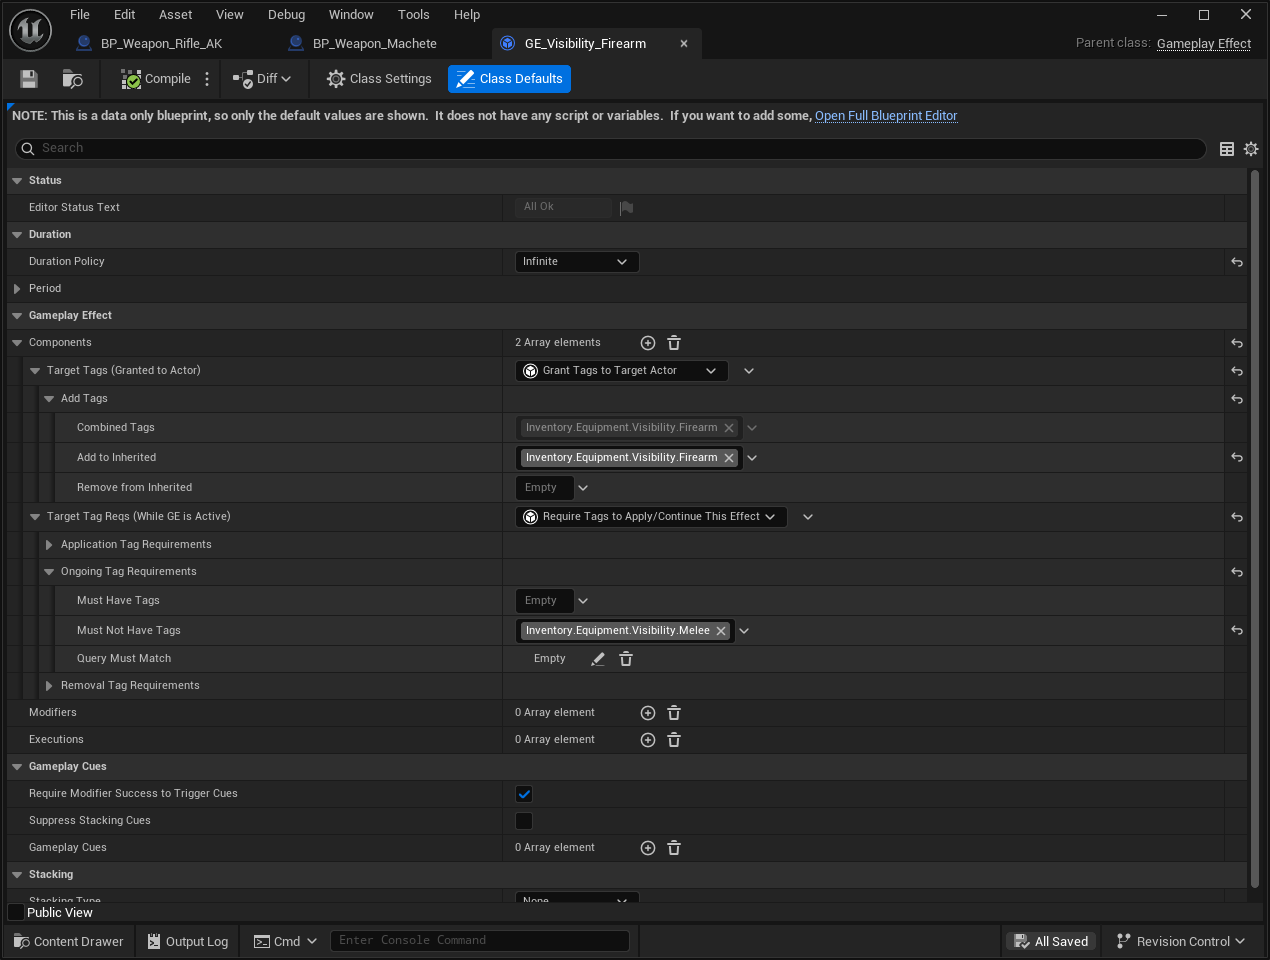 File Edit Asset View Debug Window Tools Help
BP_Weapon_Rifle_AK BP_Weapon_Machete GE_Visibility_Firearm Parent class: Gameplay Effect
Compile Diff Class Settings Class Defaults
NOTE: This is a data only blueprint, so only the default values are shown. It does not have any script or variables. If you want to add some, Open Full Blueprint Editor
Search
Status
Editor Status Text All Ok
Duration
Duration Policy Infinite
Period
Gameplay Effect
Components 2 Array elements
Target Tags (Granted to Actor) Grant Tags to Target Actor
Add Tags
Combined Tags Inventory.Equipment.Visibility.Firearm
Add to Inherited Inventory.Equipment.Visibility.Firearm
Remove from Inherited Empty
Target Tag Reqs (While GE is Active) Require Tags to Apply/Continue This Effect
Application Tag Requirements
Ongoing Tag Requirements
Must Have Tags Empty
Must Not Have Tags Inventory.Equipment.Visibility.Melee
Query Must Match Empty
Removal Tag Requirements
Modifiers 0 Array element
Executions 0 Array element
Gameplay Cues
Require Modifier Success to Trigger Cues
Suppress Stacking Cues
Gameplay Cues 0 Array element
Stacking
Stacking Type None
Public View
Content Drawer Output Log Cmd Enter Console Command All Saved Revision Control